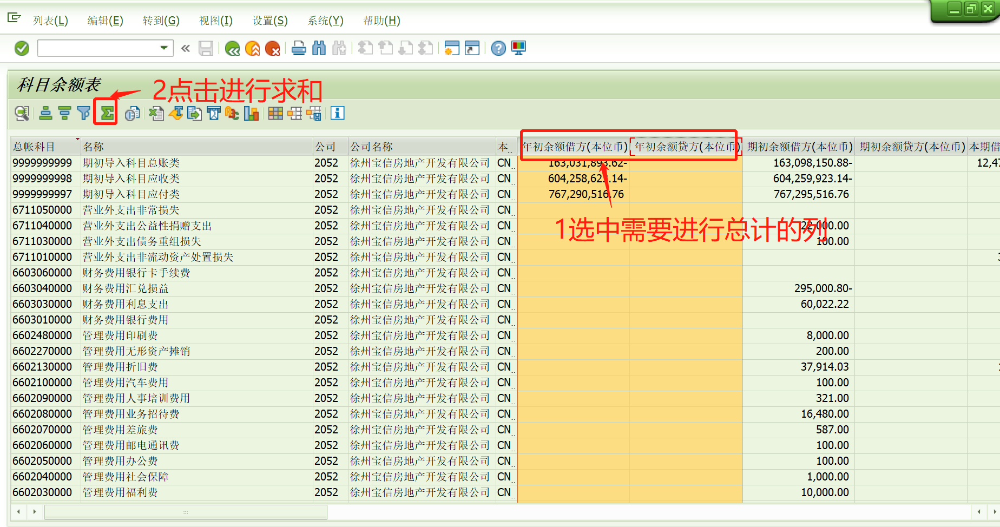 列表(L) 编辑(E) 转到(G) 视图(I) 设置(S) 系统(Y) 帮助(H)
科目余额表
2点击进行求和
总帐科目 名称 公司 公司名称 本... 年初余额借方(本位币) 年初余额贷方(本位币) 期初余额借方(本位币) 期初余额贷方(本位币) 本期借
9999999999 期初导入科目总账类 2052 徐州宝信房地产开发有限公司 CN... 163,031,893.62- 163,098,150.88- 12,47
9999999998 期初导入科目应收类 2052 徐州宝信房地产开发有限公司 CN... 604,259,923.14-
9999999997 期初导入科目应付类 2052 徐州宝信房地产开发有限公司 CN... 767,290,516.76 767,295,516.76
6711050000 营业外支出非常损失 2052 徐州宝信房地产开发有限公司 CN...
6711040000 营业外支出公益性捐赠支出 2052 徐州宝信房地产开发有限公司 CN... 22,000.00
1选中需要进行总计的列
6711030000 营业外支出债务重组损失 2052 徐州宝信房地产开发有限公司 CN... 100.00
6711010000 营业外支出非流动资产处置损失 2052 徐州宝信房地产开发有限公司 CN...
6603060000 财务费用银行卡手续费 2052 徐州宝信房地产开发有限公司 CN...
6603040000 财务费用汇兑损益 2052 徐州宝信房地产开发有限公司 CN... 295,000.80-
6603030000 财务费用利息支出 2052 徐州宝信房地产开发有限公司 CN... 60,022.22
6603010000 财务费用银行费用 2052 徐州宝信房地产开发有限公司 CN...
6602480000 管理费用印刷费 2052 徐州宝信房地产开发有限公司 CN... 8,000.00
6602270000 管理费用无形资产摊销 2052 徐州宝信房地产开发有限公司 CN... 200.00
6602130000 管理费用折旧费 2052 徐州宝信房地产开发有限公司 CN... 37,914.03
6602100000 管理费用汽车费用 2052 徐州宝信房地产开发有限公司 CN... 100.00
6602090000 管理费用人事培训费用 2052 徐州宝信房地产开发有限公司 CN... 321.00
6602080000 管理费用业务招待费 2052 徐州宝信房地产开发有限公司 CN... 16,480.00
6602070000 管理费用差旅费 2052 徐州宝信房地产开发有限公司 CN... 587.00
6602060000 管理费用邮电通讯费 2052 徐州宝信房地产开发有限公司 CN... 100.00
6602050000 管理费用办公费 2052 徐州宝信房地产开发有限公司 CN... 100.00
6602040000 管理费用社会保障 2052 徐州宝信房地产开发有限公司 CN... 1,000.00
6602030000 管理费用福利费 2052 徐州宝信房地产开发有限公司 CN... 10,000.00